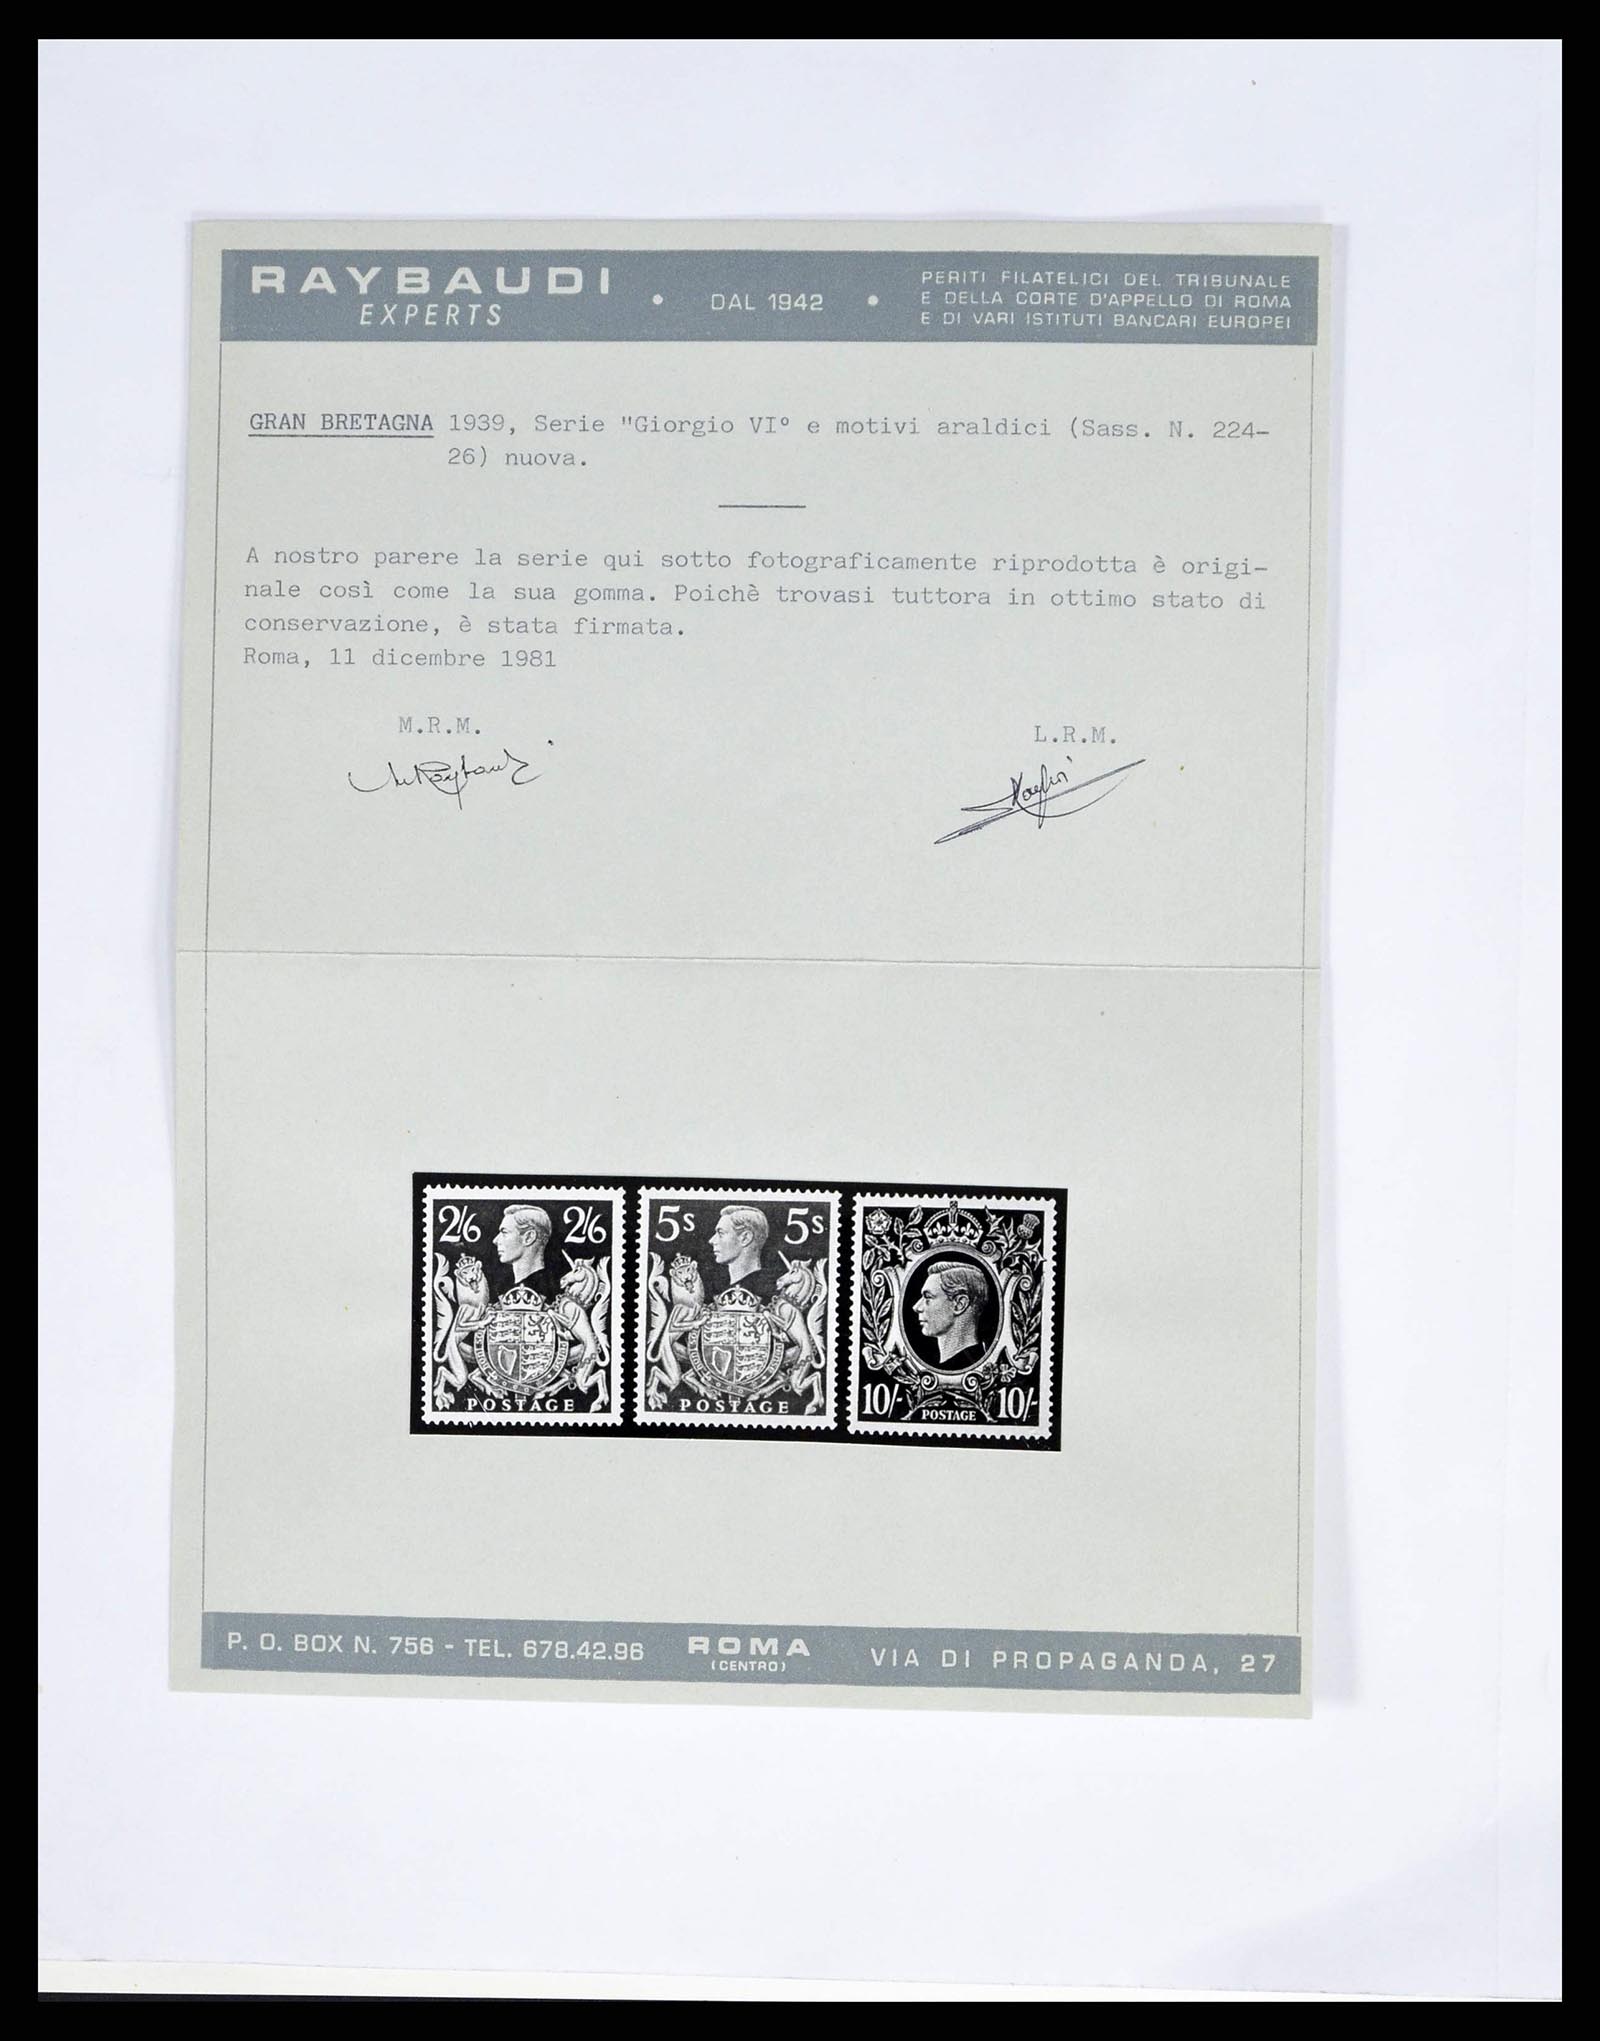 RAYBAUDI
EXPERTS
• DAL 1942 •
PERITI FILATELICI DEL TRIBUNALE
E DELLA CORTE D'APPELLO DI ROMA
E DI VARI ISTITUTI BANCARI EUROPEI
GRAN BRETAGNA 1939, Serie "Giorgio VI° e motivi araldici (Sass. N. 224-
26) nuova.
A nostro parere la serie qui sotto fotograficamente riprodotta è origi-
nale così come la sua gomma. Poichè trovasi tuttora in ottimo stato di
conservazione, è stata firmata.
Roma, 11 dicembre 1981
M.R.M.
L.R.M.
2/6 2/6
POSTAGE
5s 5s
POSTAGE
10/- 10/-
POSTAGE
P. O. BOX N. 756 - TEL. 678.42.96
ROMA
(CENTRO)
VIA DI PROPAGANDA, 27